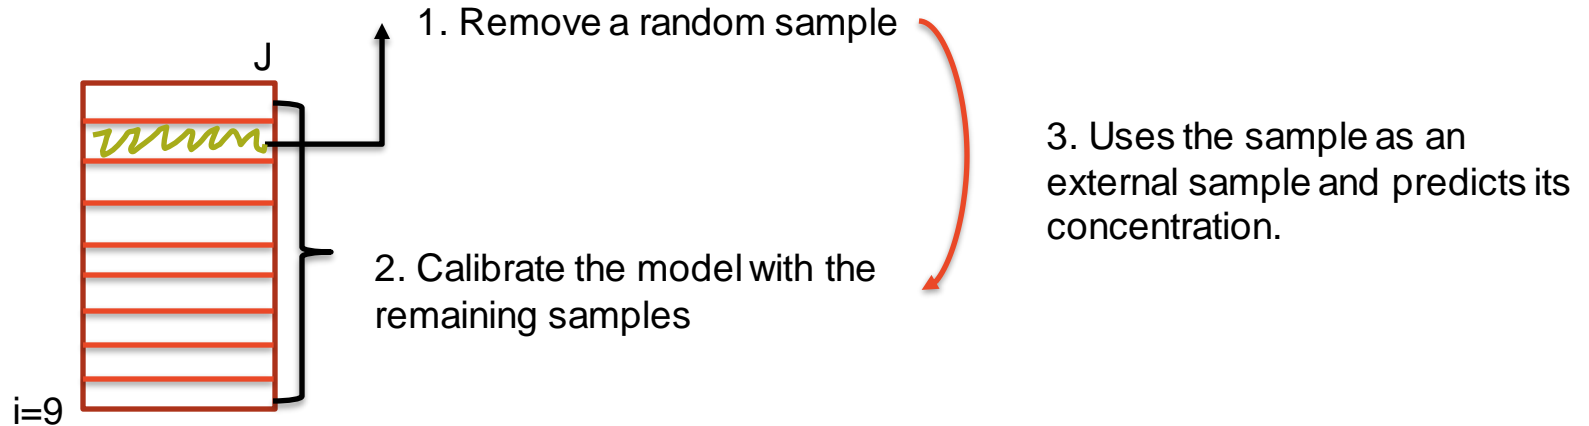 1. Remove a random sample
J
3. Uses the sample as an
external sample and predicts its
concentration.
2. Calibrate the model with the
remaining samples
i=9